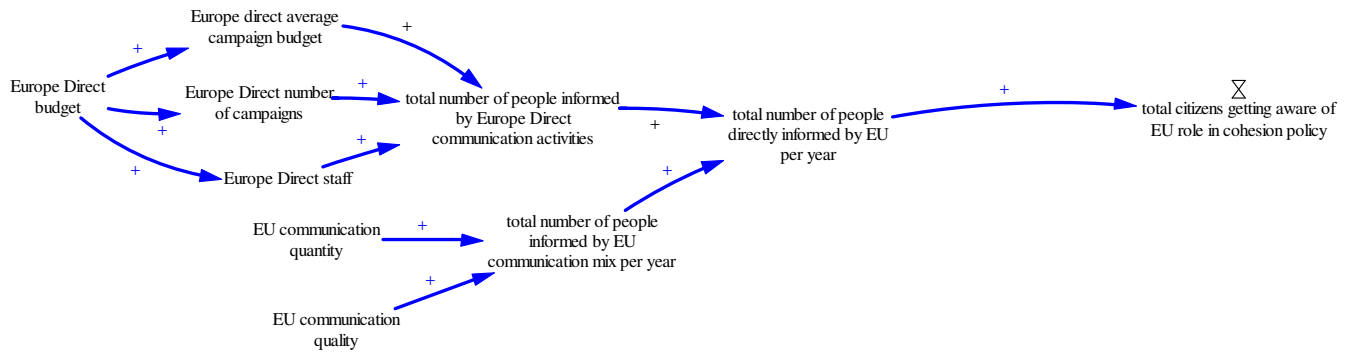 Europe direct average
campaign budget
+
+
Europe Direct
budget
Europe Direct number
of campaigns
+
+
total number of people informed
by Europe Direct
communication activities
+
+
Europe Direct staff
+
+
total number of people
directly informed by EU
per year
+
total citizens getting aware of
EU role in cohesion policy
+
EU communication
quantity
+
total number of people
informed by EU
communication mix per year
+
EU communication
quality